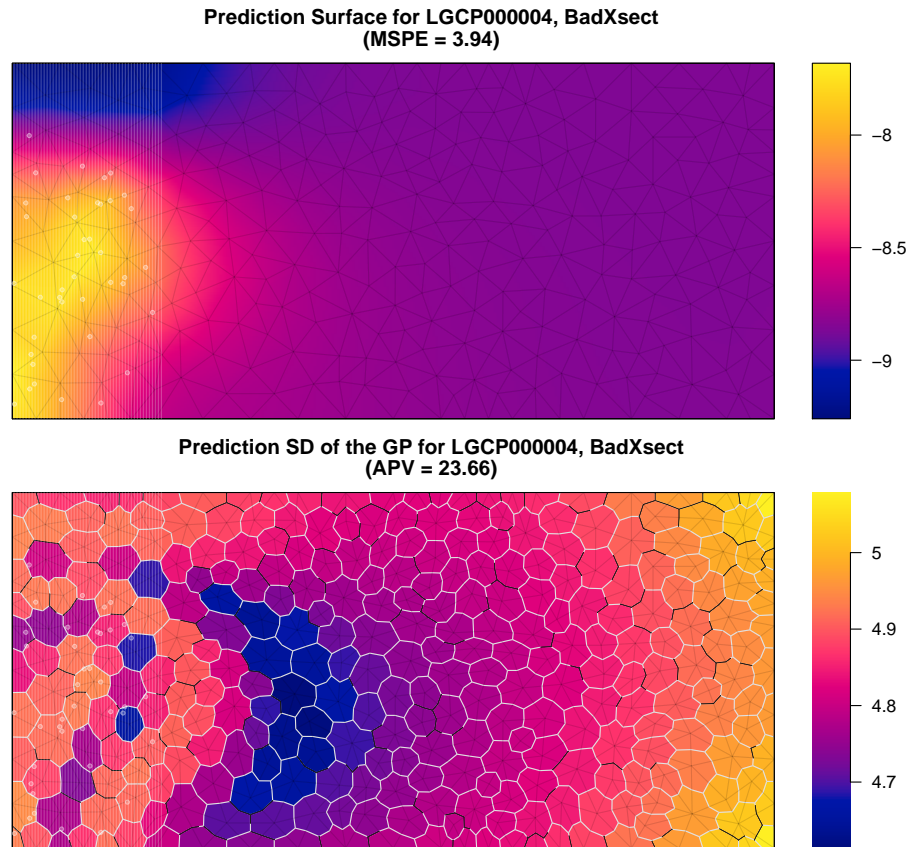 Prediction Surface for LGCP000004, BadXsect
(MSPE = 3.94)
−8
−8.5
−9
Prediction SD of the GP for LGCP000004, BadXsect
(APV = 23.66)
5
4.9
4.8
4.7